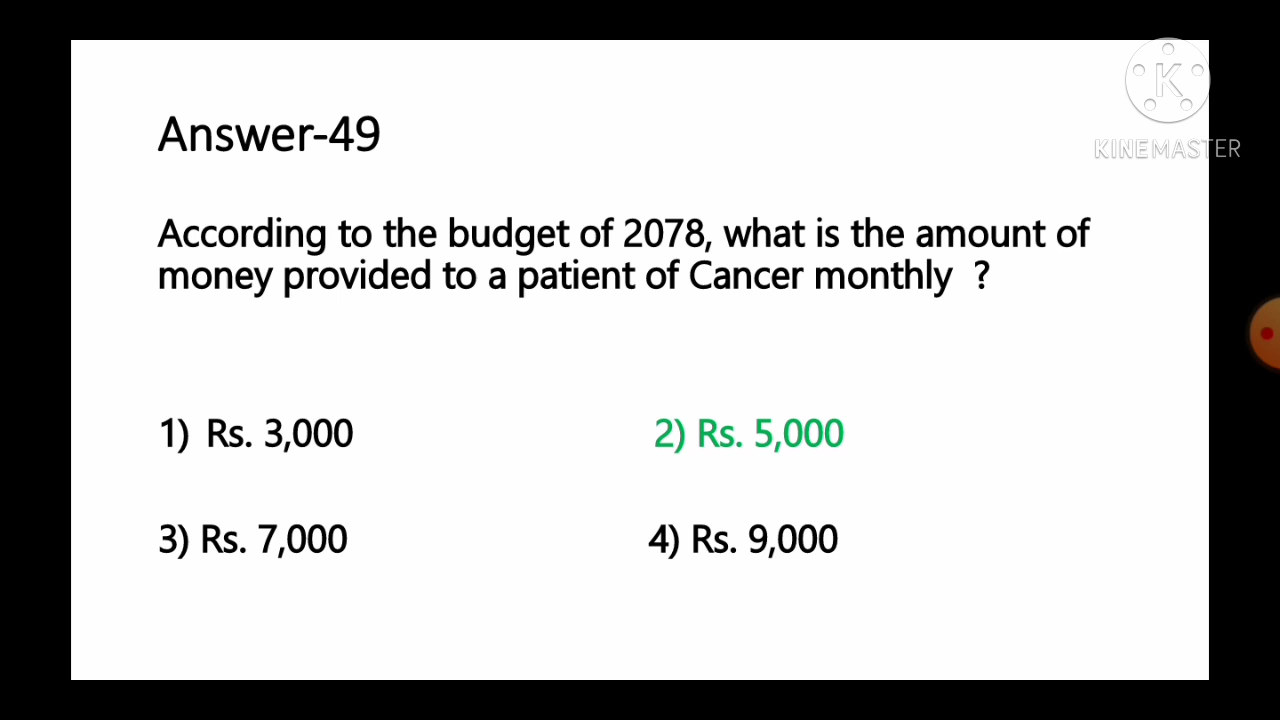 Answer-49
K
KINEMASTER
According to the budget of 2078, what is the amount of
money provided to a patient of Cancer monthly ?
1) Rs. 3,000
2) Rs. 5,000
3) Rs. 7,000
4) Rs. 9,000